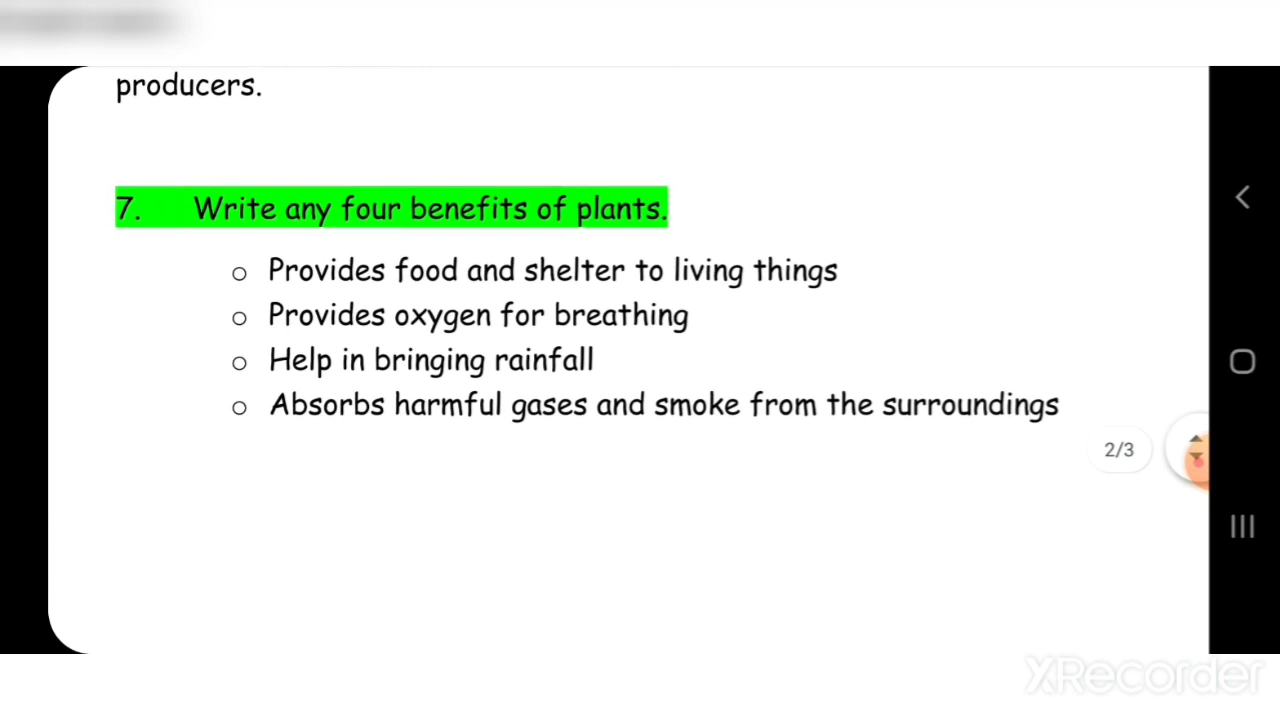 producers.
7. Write any four benefits of plants.
o Provides food and shelter to living things
o Provides oxygen for breathing
o Help in bringing rainfall
o Absorbs harmful gases and smoke from the surroundings
2/3
XRecorder